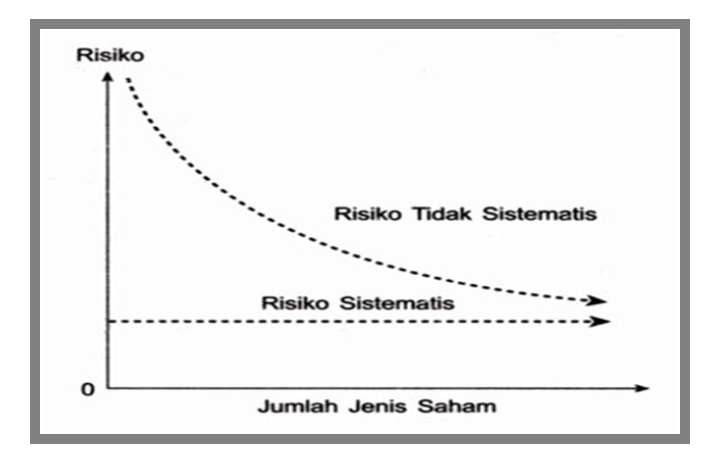 Risiko
Risiko Tidak Sistematis
Risiko Sistematis
0
Jumlah Jenis Saham